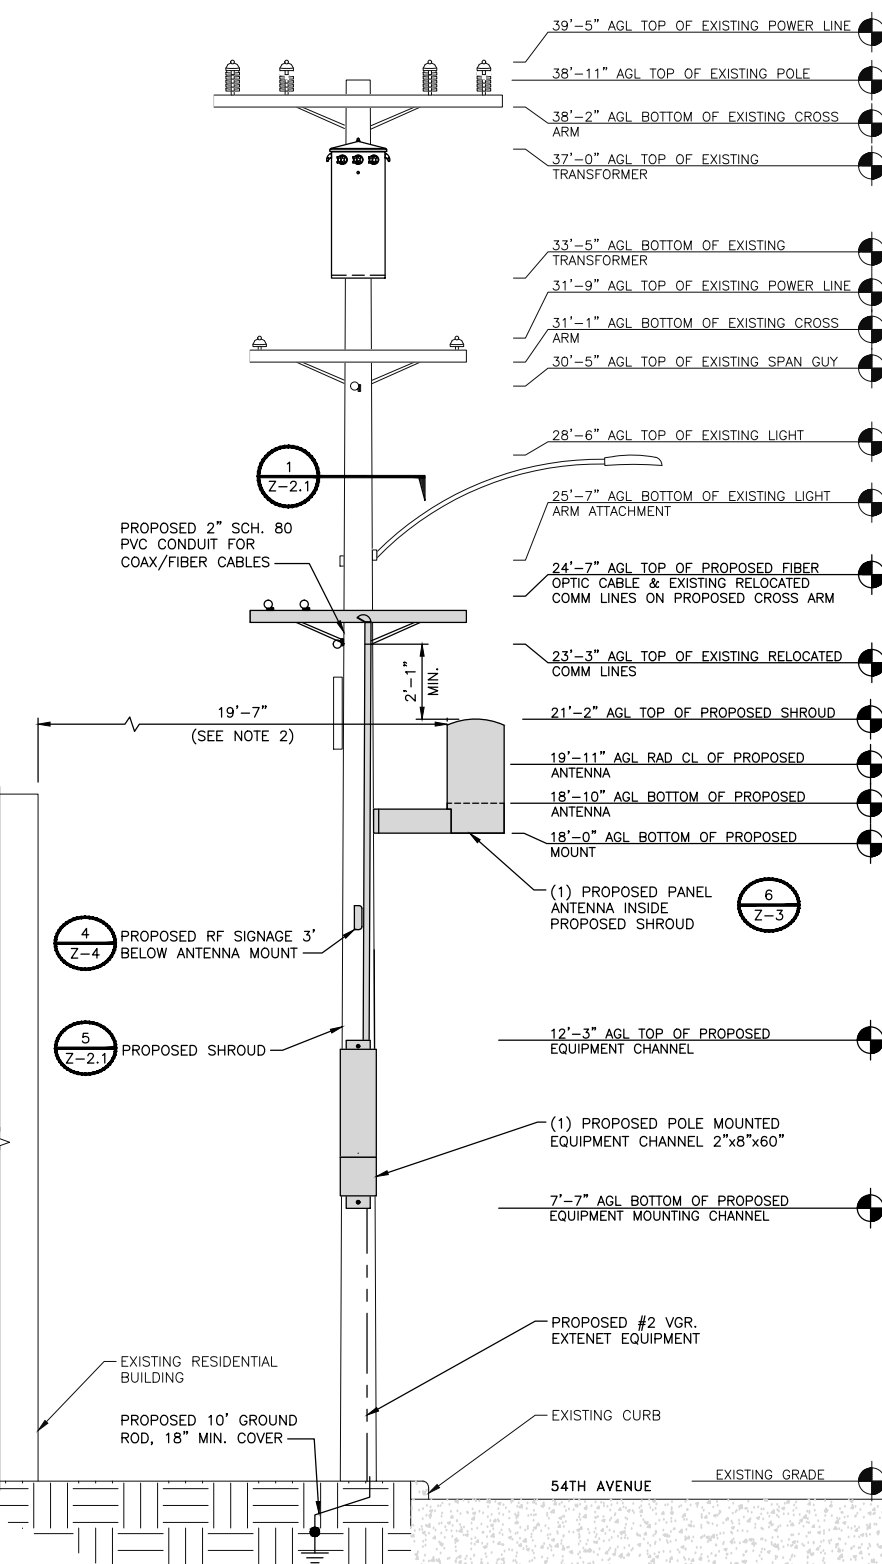 39'-5" AGL TOP OF EXISTING POWER LINE
38'-11" AGL TOP OF EXISTING POLE
38'-2" AGL BOTTOM OF EXISTING CROSS
ARM
37'-0" AGL TOP OF EXISTING
TRANSFORMER
33'-5" AGL BOTTOM OF EXISTING
TRANSFORMER
31'-9" AGL TOP OF EXISTING POWER LINE
31'-1" AGL BOTTOM OF EXISTING CROSS
ARM
30'-5" AGL TOP OF EXISTING SPAN GUY
28'-6" AGL TOP OF EXISTING LIGHT
1
Z-2.1
25'-7" AGL BOTTOM OF EXISTING LIGHT
ARM ATTACHMENT
PROPOSED 2" SCH. 80
PVC CONDUIT FOR
COAX/FIBER CABLES
24'-7" AGL TOP OF PROPOSED FIBER
OPTIC CABLE & EXISTING RELOCATED
COMM LINES ON PROPOSED CROSS ARM
23'-3" AGL TOP OF EXISTING RELOCATED
COMM LINES
2'-1"
MIN.
19'-7"
(SEE NOTE 2)
21'-2" AGL TOP OF PROPOSED SHROUD
19'-11" AGL RAD CL OF PROPOSED
ANTENNA
18'-10" AGL BOTTOM OF PROPOSED
ANTENNA
18'-0" AGL BOTTOM OF PROPOSED
MOUNT
(1) PROPOSED PANEL
ANTENNA INSIDE
PROPOSED SHROUD
6
Z-3
4
Z-4
PROPOSED RF SIGNAGE 3'
BELOW ANTENNA MOUNT
5
Z-2.1
PROPOSED SHROUD
12'-3" AGL TOP OF PROPOSED
EQUIPMENT CHANNEL
(1) PROPOSED POLE MOUNTED
EQUIPMENT CHANNEL 2"x8"x60"
7'-7" AGL BOTTOM OF PROPOSED
EQUIPMENT MOUNTING CHANNEL
PROPOSED #2 VGR.
EXTENET EQUIPMENT
EXISTING RESIDENTIAL
BUILDING
PROPOSED 10' GROUND
ROD, 18" MIN. COVER
EXISTING CURB
54TH AVENUE
EXISTING GRADE